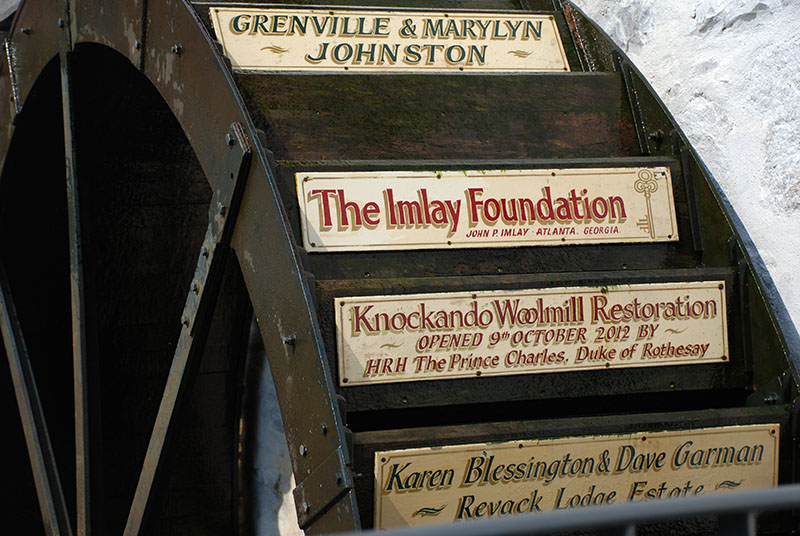 GRENVILLE & MARYLYN
JOHNSTON
The Imlay Foundation
JOHN P. IMLAY · ATLANTA. GEORGIA.
Knockando Woolmill Restoration
OPENED 9th OCTOBER 2012 BY
HRH The Prince Charles, Duke of Rothesay
Karen B'lessington & Dave Garman
Revack Lodge Estate